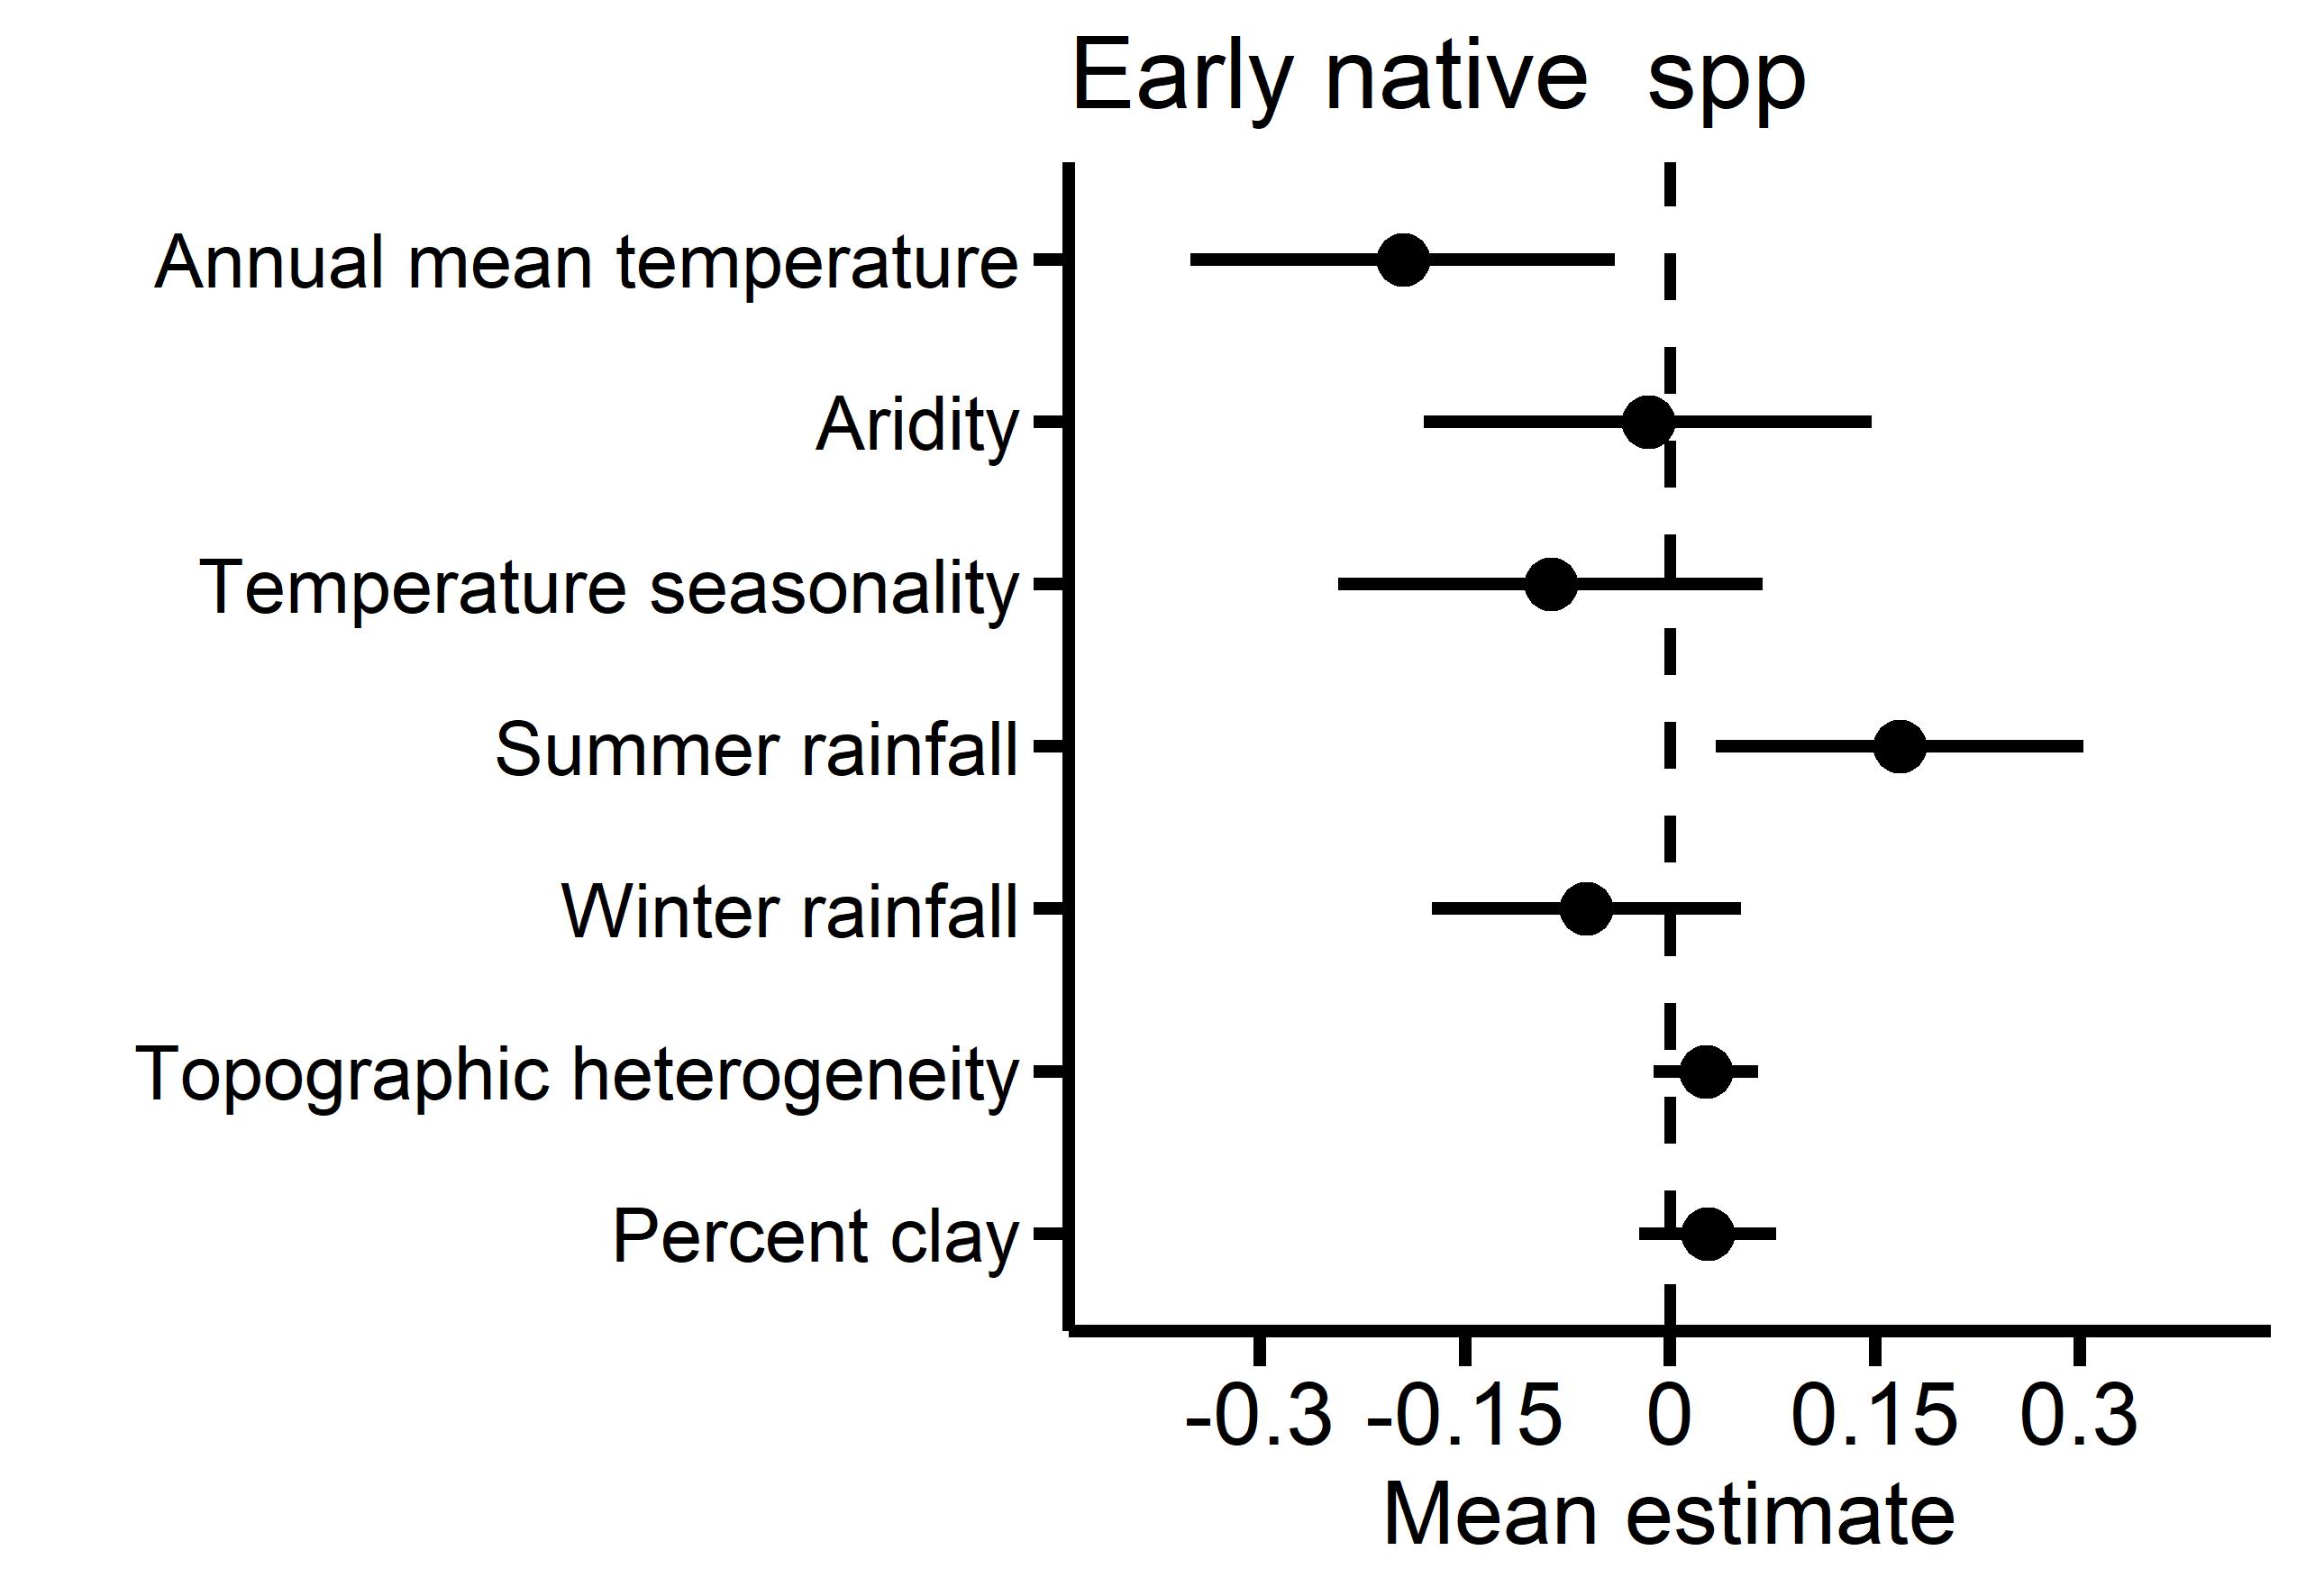 Early native  spp
Annual mean temperature
Aridity
Temperature seasonality
Summer rainfall
Winter rainfall
Topographic heterogeneity
Percent clay
-0.3 -0.15 0 0.15 0.3
Mean estimate